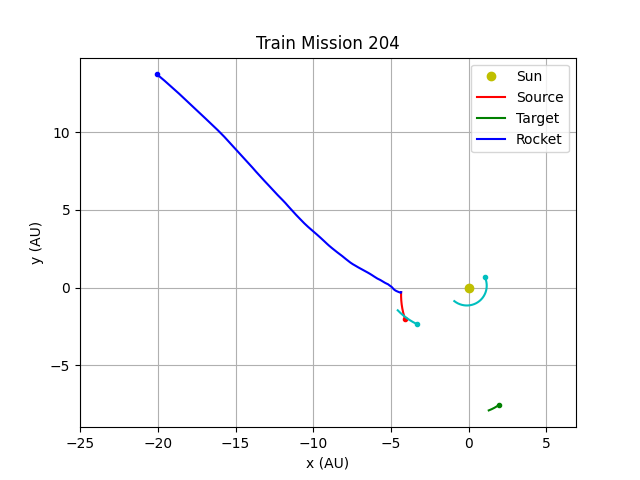 Train Mission 204
Sun
Source
Target
Rocket
y (AU)
10
5
0
−5
−25
−20
−15
−10
−5
0
5
x (AU)